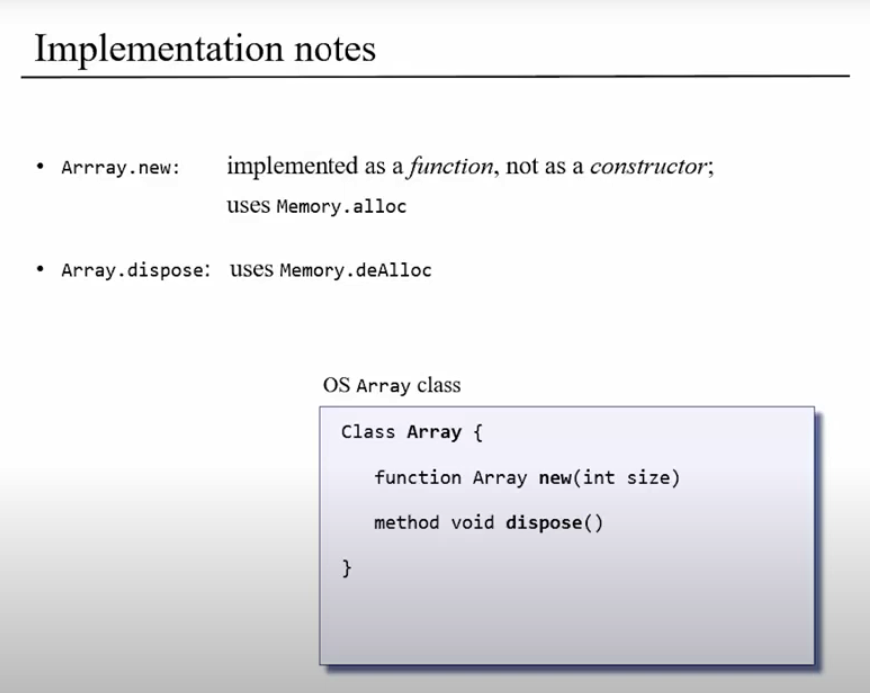 Implementation notes
• Arrray.new: implemented as a function, not as a constructor;
uses Memory.alloc
• Array.dispose: uses Memory.deAlloc
OS Array class
Class Array {
function Array new(int size)
method void dispose()
}